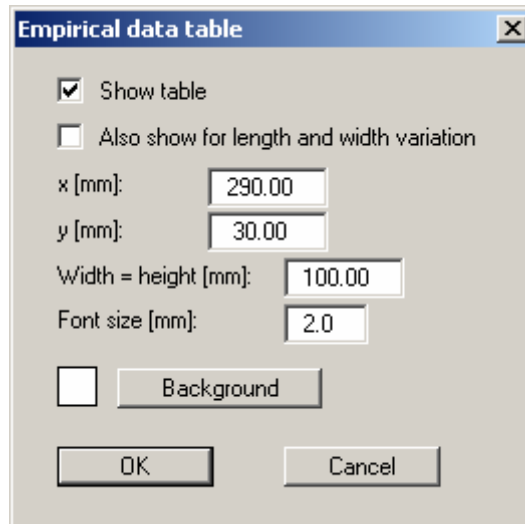 Empirical data table
Show table
Also show for length and width variation
x [mm]: 290.00
y [mm]: 30.00
Width = height [mm]: 100.00
Font size [mm]: 2.0
Background
OK Cancel